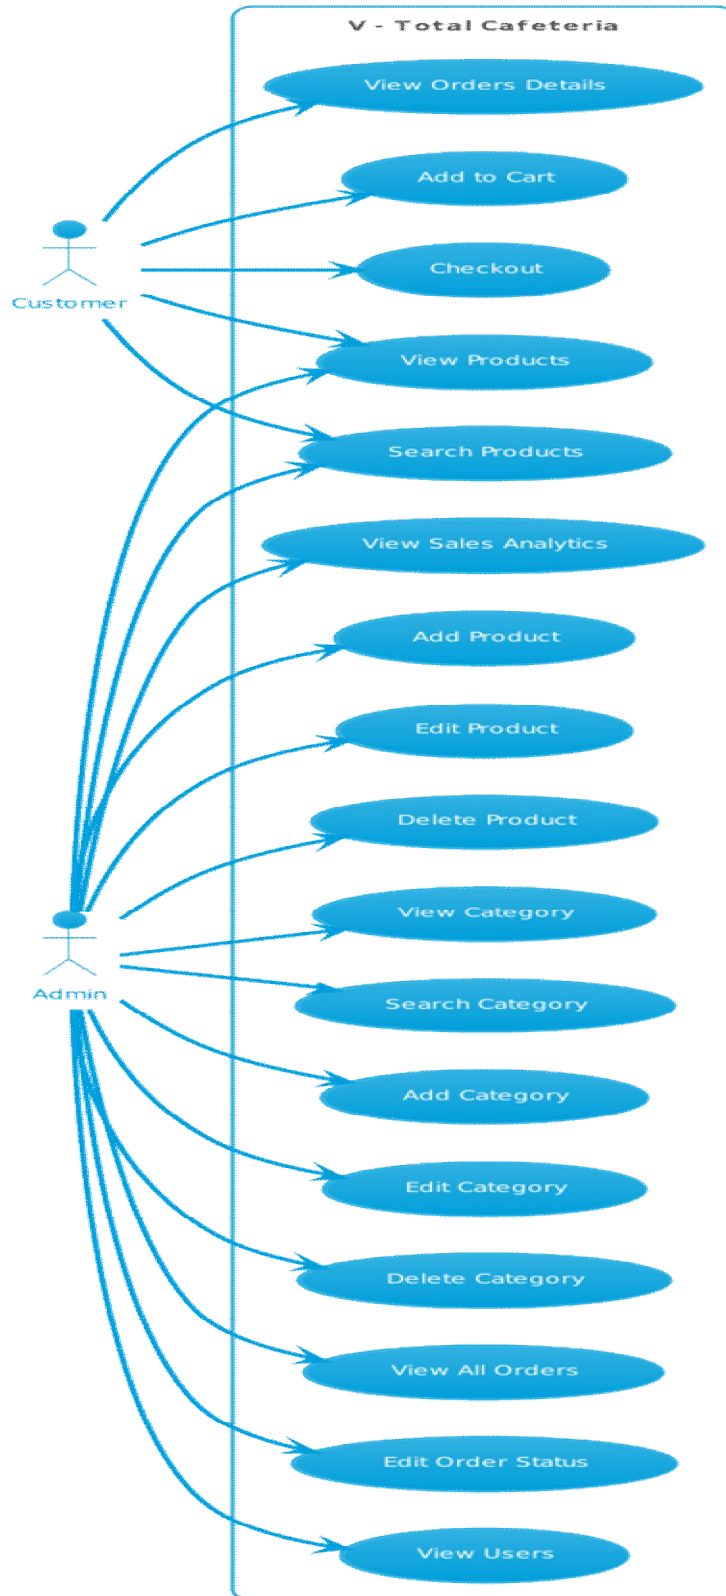 V - Total Cafeteria
View Orders Details
Add to Cart
Checkout
Customer
View Products
Search Products
View Sales Analytics
Add Product
Edit Product
Delete Product
View Category
Admin
Search Category
Add Category
Edit Category
Delete Category
View All Orders
Edit Order Status
View Users